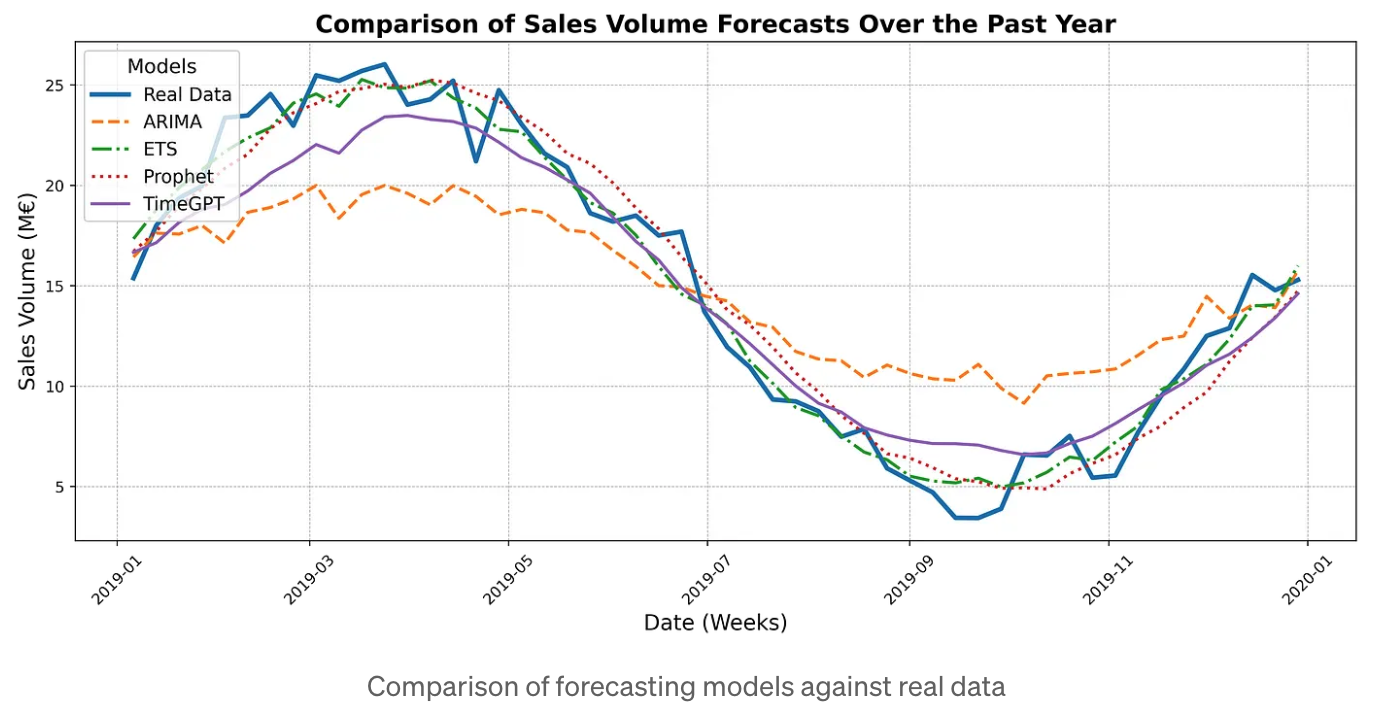 Comparison of Sales Volume Forecasts Over the Past Year
Models
Real Data
ARIMA
ETS
Prophet
TimeGPT
Sales Volume (M€)
25
20
15
10
5
2019-01
2019-03
2019-05
2019-07
2019-09
2019-11
2020-01
Date (Weeks)
Comparison of forecasting models against real data